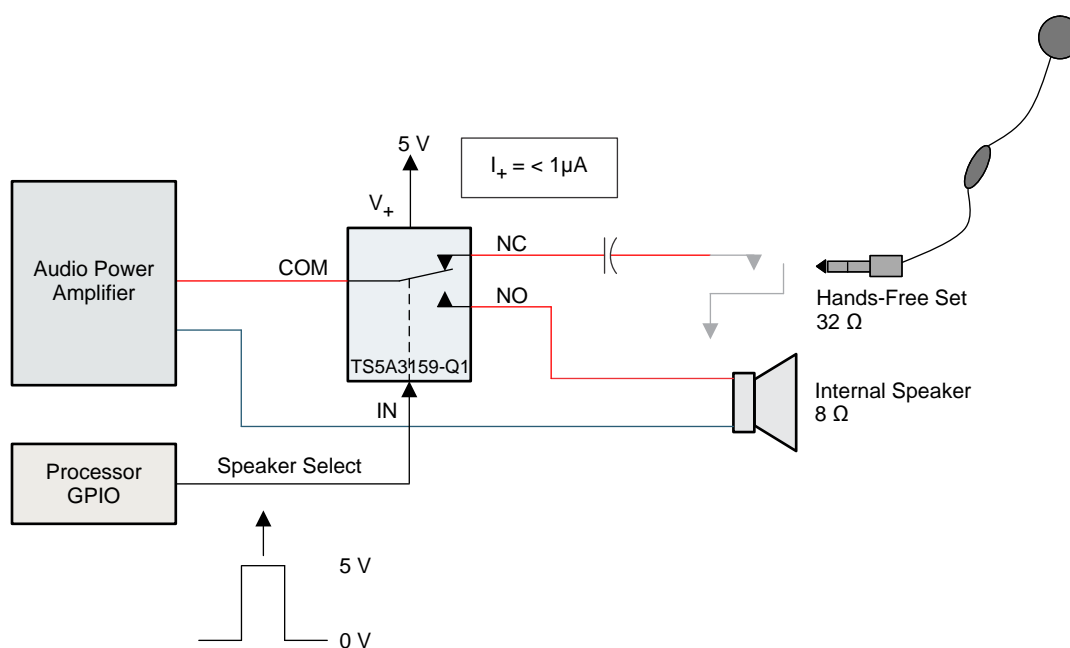 5 V
I+ = < 1µA
V+
Audio Power
Amplifier
COM
NC
NO
TS5A3159-Q1
IN
Hands-Free Set
32 Ω
Internal Speaker
8 Ω
Processor
GPIO
Speaker Select
5 V
0 V